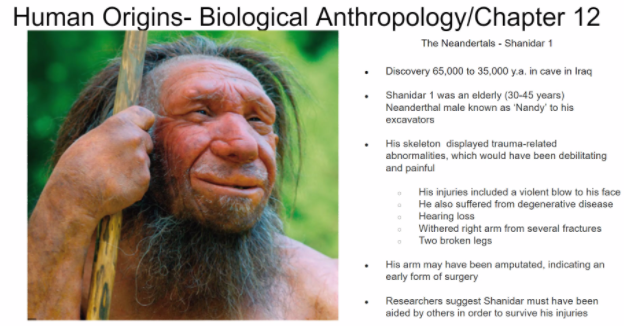 Human Origins- Biological Anthropology/Chapter 12
The Neandertals - Shanidar 1
• Discovery 65,000 to 35,000 y.a. in cave in Iraq
• Shanidar 1 was an elderly (30-45 years)
Neanderthal male known as 'Nandy' to his
excavators
• His skeleton displayed trauma-related
abnormalities, which would have been debilitating
and painful
○ His injuries included a violent blow to his face
○ He also suffered from degenerative disease
○ Hearing loss
○ Withered right arm from several fractures
○ Two broken legs
• His arm may have been amputated, indicating an
early form of surgery
• Researchers suggest Shanidar must have been
aided by others in order to survive his injuries